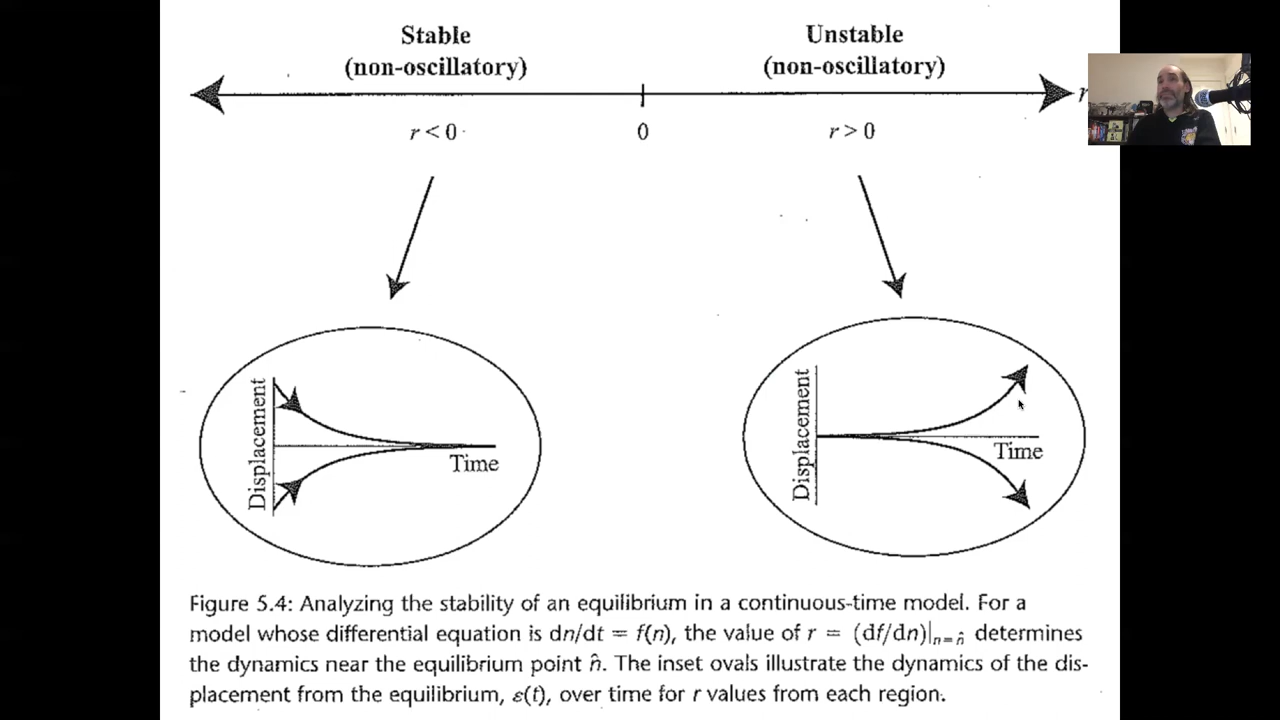 Stable
(non-oscillatory)
Unstable
(non-oscillatory)
r
r < 0
0
r > 0
Displacement
Time
Displacement
Time
Figure 5.4: Analyzing the stability of an equilibrium in a continuous-time model. For a
model whose differential equation is dn/dt = f(n), the value of r = (df/dn)|ₙ₌n̂ determines
the dynamics near the equilibrium point n̂. The inset ovals illustrate the dynamics of the dis-
placement from the equilibrium, ε(t), over time for r values from each region.